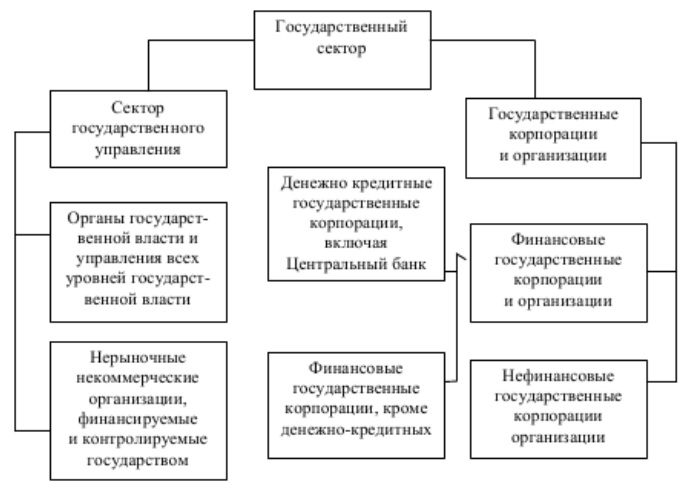 Государственный
сектор
Сектор
государственного
управления
Государственные
корпорации
и организации
Денежно кредитные
государственные
корпорации,
включая
Центральный банк
Органы государст-
венной власти и
управления всех
уровней государст-
венной власти
Финансовые
государственные
корпорации
и организации
Нерыночные
некоммерческие
организации,
финансируемые
и контролируемые
государством
Финансовые
государственные
корпорации, кроме
денежно-кредитных
Нефинансовые
государственные
корпорации
организации